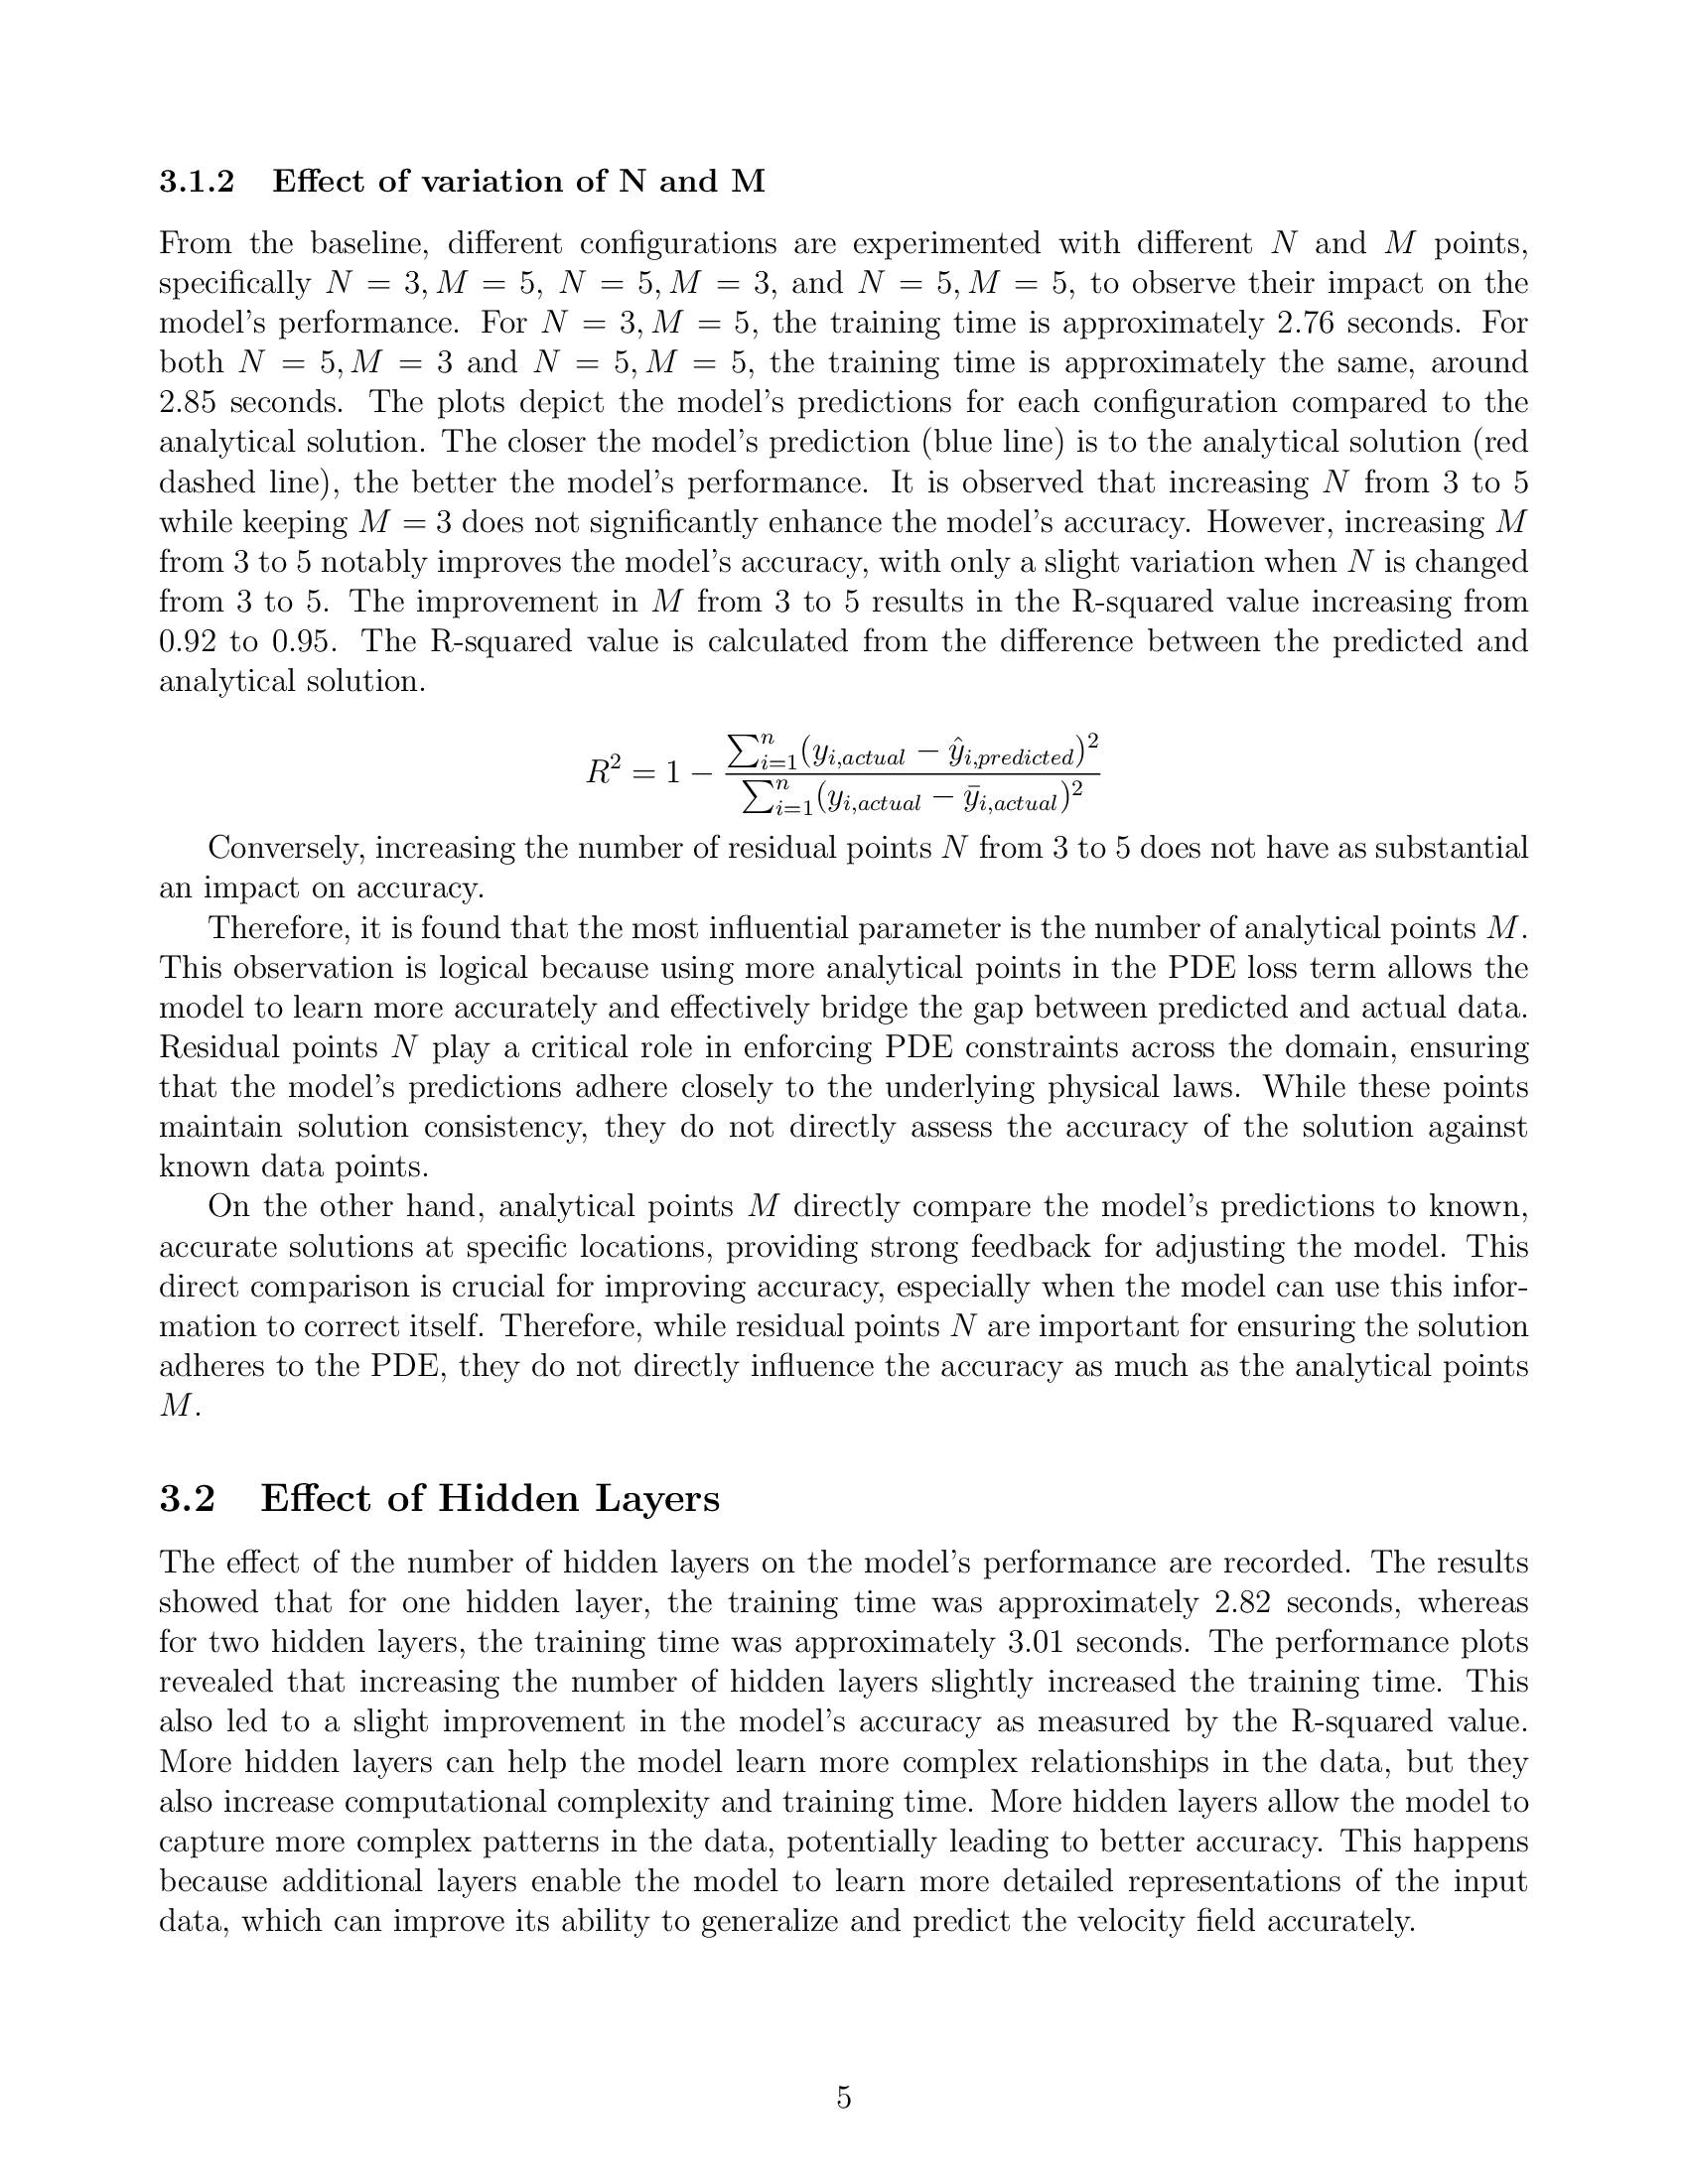 3.1.2 Effect of variation of N and M
From the baseline, different configurations are experimented with different N and M points,
specifically N = 3, M = 5, N = 5, M = 3, and N = 5, M = 5, to observe their impact on the
model's performance. For N = 3, M = 5, the training time is approximately 2.76 seconds. For
both N = 5, M = 3 and N = 5, M = 5, the training time is approximately the same, around
2.85 seconds. The plots depict the model's predictions for each configuration compared to the
analytical solution. The closer the model's prediction (blue line) is to the analytical solution (red
dashed line), the better the model's performance. It is observed that increasing N from 3 to 5
while keeping M = 3 does not significantly enhance the model's accuracy. However, increasing M
from 3 to 5 notably improves the model's accuracy, with only a slight variation when N is changed
from 3 to 5. The improvement in M from 3 to 5 results in the R-squared value increasing from
0.92 to 0.95. The R-squared value is calculated from the difference between the predicted and
analytical solution.
R² = 1 − \frac{\sum_{i=1}^{n}(y_{i,actual} − \hat{y}_{i,predicted})²}{\sum_{i=1}^{n}(y_{i,actual} − \bar{y}_{i,actual})²}
Conversely, increasing the number of residual points N from 3 to 5 does not have as substantial
an impact on accuracy.
Therefore, it is found that the most influential parameter is the number of analytical points M.
This observation is logical because using more analytical points in the PDE loss term allows the
model to learn more accurately and effectively bridge the gap between predicted and actual data.
Residual points N play a critical role in enforcing PDE constraints across the domain, ensuring
that the model's predictions adhere closely to the underlying physical laws. While these points
maintain solution consistency, they do not directly assess the accuracy of the solution against
known data points.
On the other hand, analytical points M directly compare the model's predictions to known,
accurate solutions at specific locations, providing strong feedback for adjusting the model. This
direct comparison is crucial for improving accuracy, especially when the model can use this infor-
mation to correct itself. Therefore, while residual points N are important for ensuring the solution
adheres to the PDE, they do not directly influence the accuracy as much as the analytical points
M.
3.2 Effect of Hidden Layers
The effect of the number of hidden layers on the model's performance are recorded. The results
showed that for one hidden layer, the training time was approximately 2.82 seconds, whereas
for two hidden layers, the training time was approximately 3.01 seconds. The performance plots
revealed that increasing the number of hidden layers slightly increased the training time. This
also led to a slight improvement in the model's accuracy as measured by the R-squared value.
More hidden layers can help the model learn more complex relationships in the data, but they
also increase computational complexity and training time. More hidden layers allow the model to
capture more complex patterns in the data, potentially leading to better accuracy. This happens
because additional layers enable the model to learn more detailed representations of the input
data, which can improve its ability to generalize and predict the velocity field accurately.
5